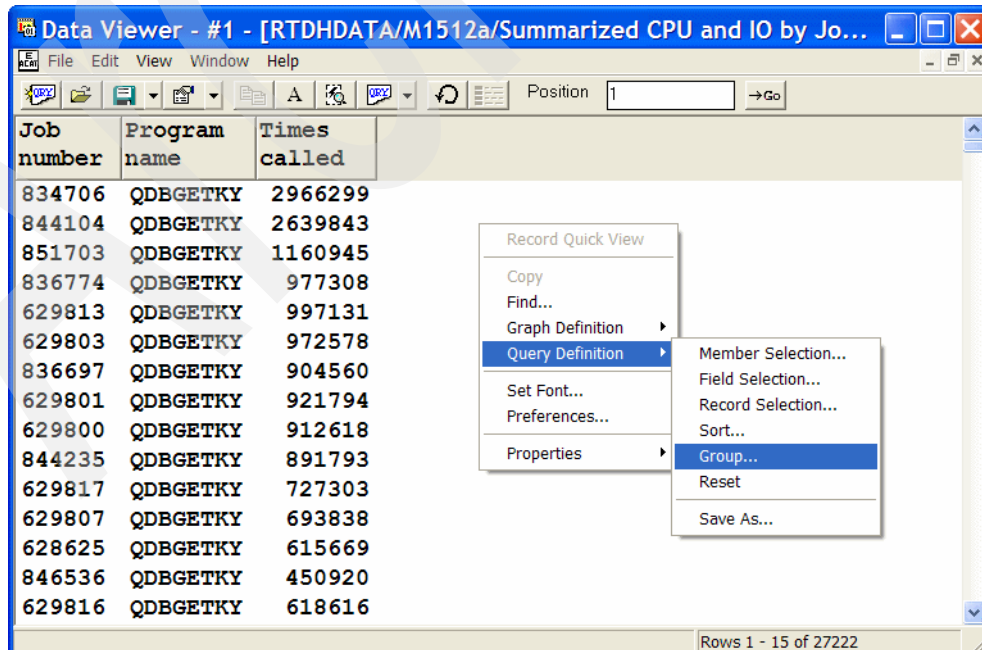 Data Viewer - #1 - [RTDHDATA/M1512a/Summarized CPU and IO by Jo...
File Edit View Window Help
Position 1 →Go
Job number Program name Times called
834706 QDBGETKY 2966299
844104 QDBGETKY 2639843
851703 QDBGETKY 1160945
836774 QDBGETKY 977308
629813 QDBGETKY 997131
629803 QDBGETKY 972578
836697 QDBGETKY 904560
629801 QDBGETKY 921794
629800 QDBGETKY 912618
844235 QDBGETKY 891793
629817 QDBGETKY 727303
629807 QDBGETKY 693838
628625 QDBGETKY 615669
846536 QDBGETKY 450920
629816 QDBGETKY 618616
Record Quick View
Copy
Find...
Graph Definition
Query Definition
Set Font...
Preferences...
Properties
Member Selection...
Field Selection...
Record Selection...
Sort...
Group...
Reset
Save As...
Rows 1 - 15 of 27222